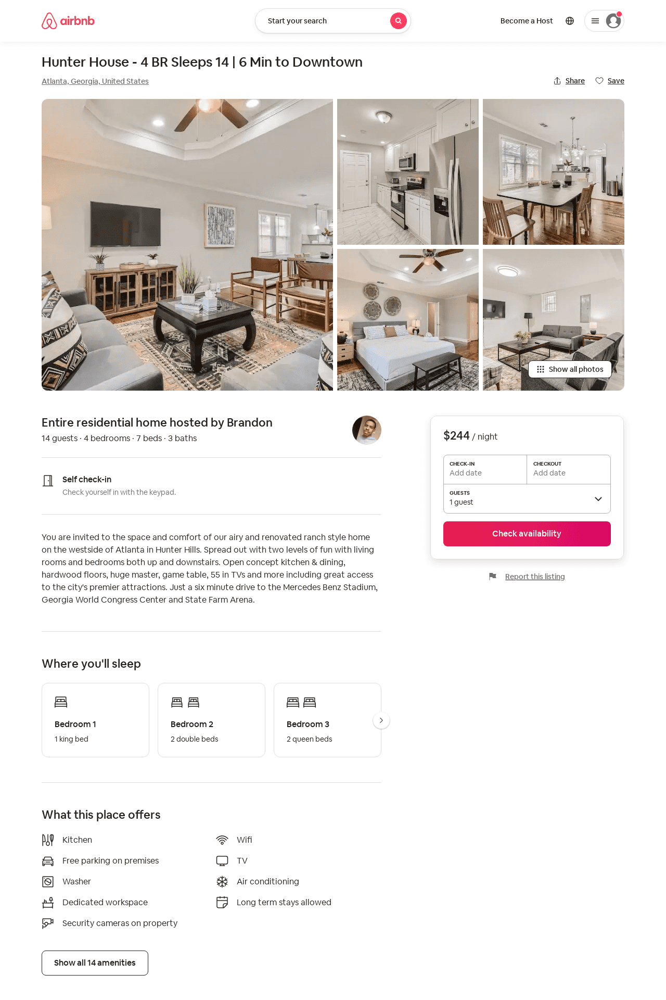 airbnb
Start your search
Become a Host
Hunter House - 4 BR Sleeps 14 | 6 Min to Downtown
Atlanta, Georgia, United States
Share
Save
Show all photos
Entire residential home hosted by Brandon
14 guests · 4 bedrooms · 7 beds · 3 baths
Self check-in
Check yourself in with the keypad.
You are invited to the space and comfort of our airy and renovated ranch style home
on the westside of Atlanta in Hunter Hills. Spread out with two levels of fun with living
rooms and bedrooms both up and downstairs. Open concept kitchen & dining,
hardwood floors, huge master, game table, 55 in TVs and more including great access
to the city's premier attractions. Just a six minute drive to the Mercedes Benz Stadium,
Georgia World Congress Center and State Farm Arena.
$244 / night
CHECK-IN
Add date
CHECKOUT
Add date
GUESTS
1 guest
Check availability
Report this listing
Where you'll sleep
Bedroom 1
1 king bed
Bedroom 2
2 double beds
Bedroom 3
2 queen beds
What this place offers
Kitchen
Wifi
Free parking on premises
TV
Washer
Air conditioning
Dedicated workspace
Long term stays allowed
Security cameras on property
Show all 14 amenities